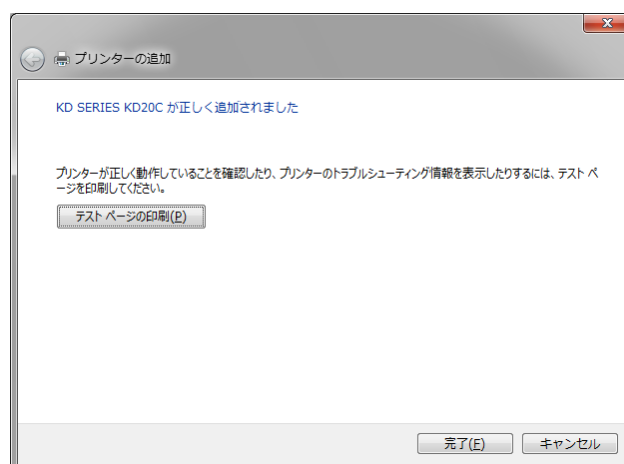 プリンターの追加
KD SERIES KD20C が正しく追加されました
プリンターが正しく動作していることを確認したり、プリンターのトラブルシューティング情報を表示したりするには、テスト ペ
ージを印刷してください。
テスト ページの印刷(P)
完了(F) キャンセル